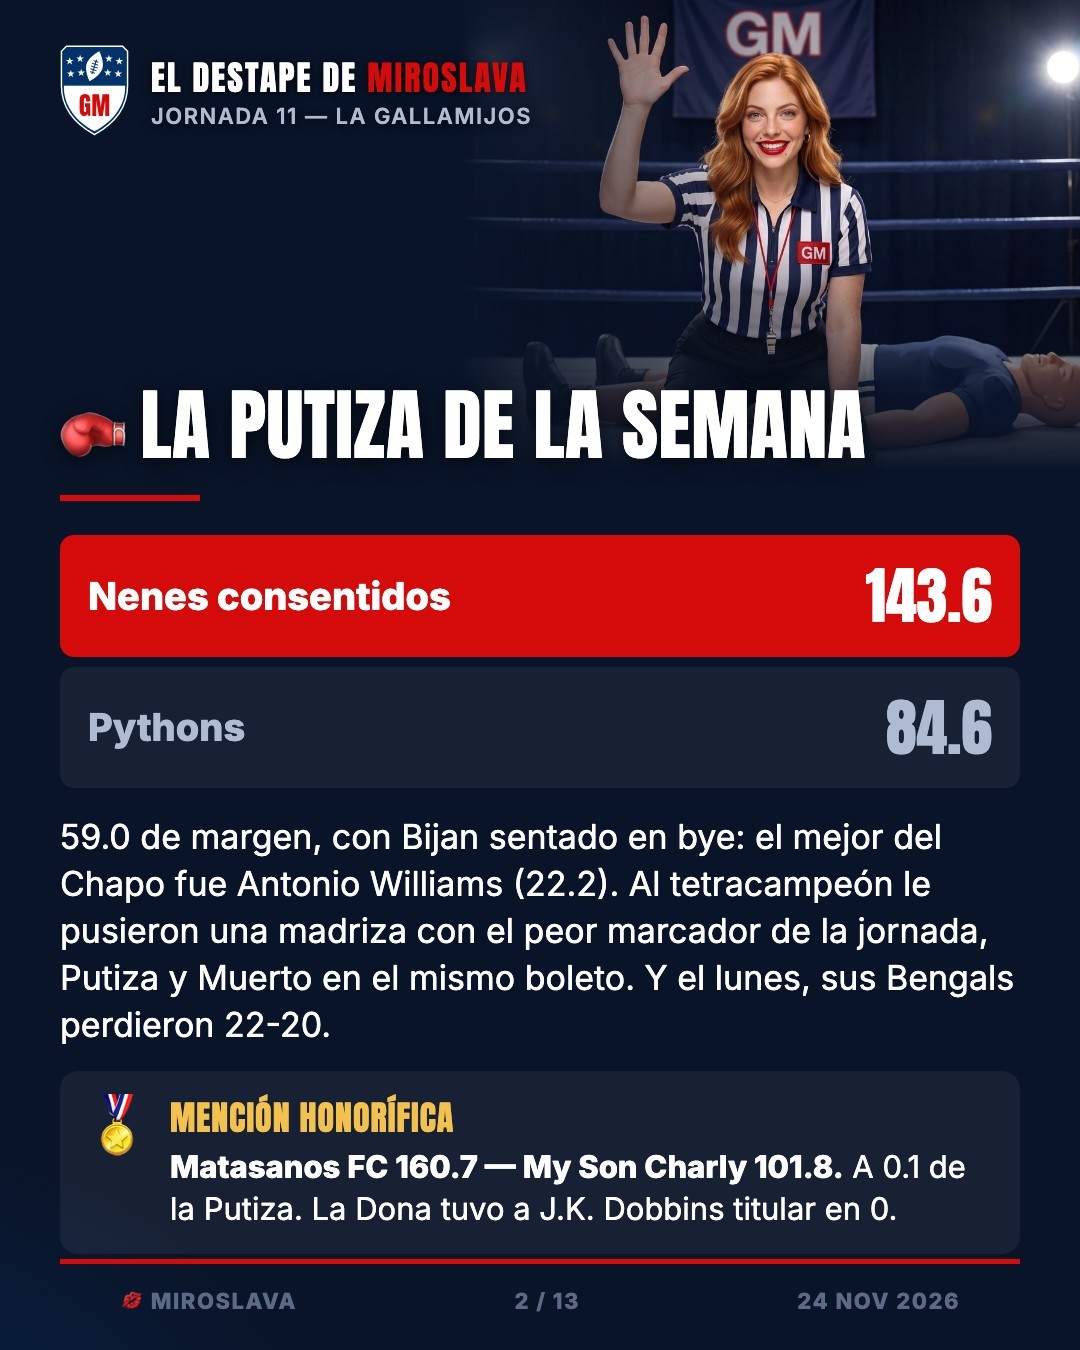 GM
GM
EL DESTAPE DE MIROSLAVA
JORNADA 11 — LA GALLAMIJOS
GM
🥊 LA PUTIZA DE LA SEMANA
Nenes consentidos 143.6
Pythons 84.6
59.0 de margen, con Bijan sentado en bye: el mejor del
Chapo fue Antonio Williams (22.2). Al tetracampeón le
pusieron una madriza con el peor marcador de la jornada,
Putiza y Muerto en el mismo boleto. Y el lunes, sus Bengals
perdieron 22-20.
🏅 MENCIÓN HONORÍFICA
Matasanos FC 160.7 — My Son Charly 101.8. A 0.1 de
la Putiza. La Dona tuvo a J.K. Dobbins titular en 0.
💋 MIROSLAVA 2 / 13 24 NOV 2026